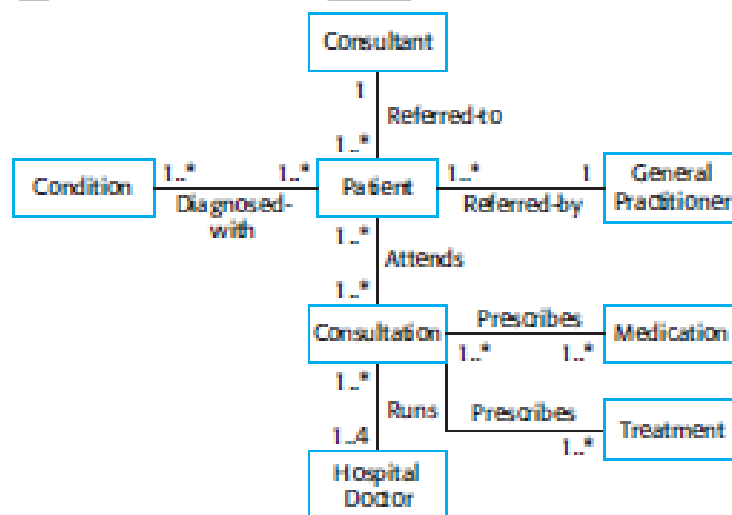 Consultant
1
Referred-to
1..*
Condition
1..*
1..*
Diagnosed-
with
Patient
1..*
1
Referred-by
General
Practitioner
1..*
Attends
1..*
Consultation
Prescribes
1..*
1..*
Medication
1..*
Runs
1..4
Prescribes
1..*
Treatment
Hospital
Doctor